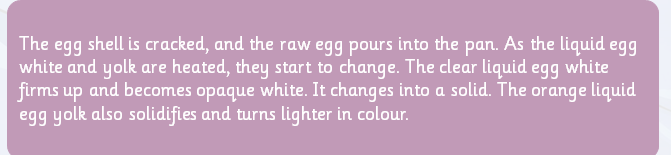 The egg shell is cracked, and the raw egg pours into the pan. As the liquid egg
white and yolk are heated, they start to change. The clear liquid egg white
firms up and becomes opaque white. It changes into a solid. The orange liquid
egg yolk also solidifies and turns lighter in colour.